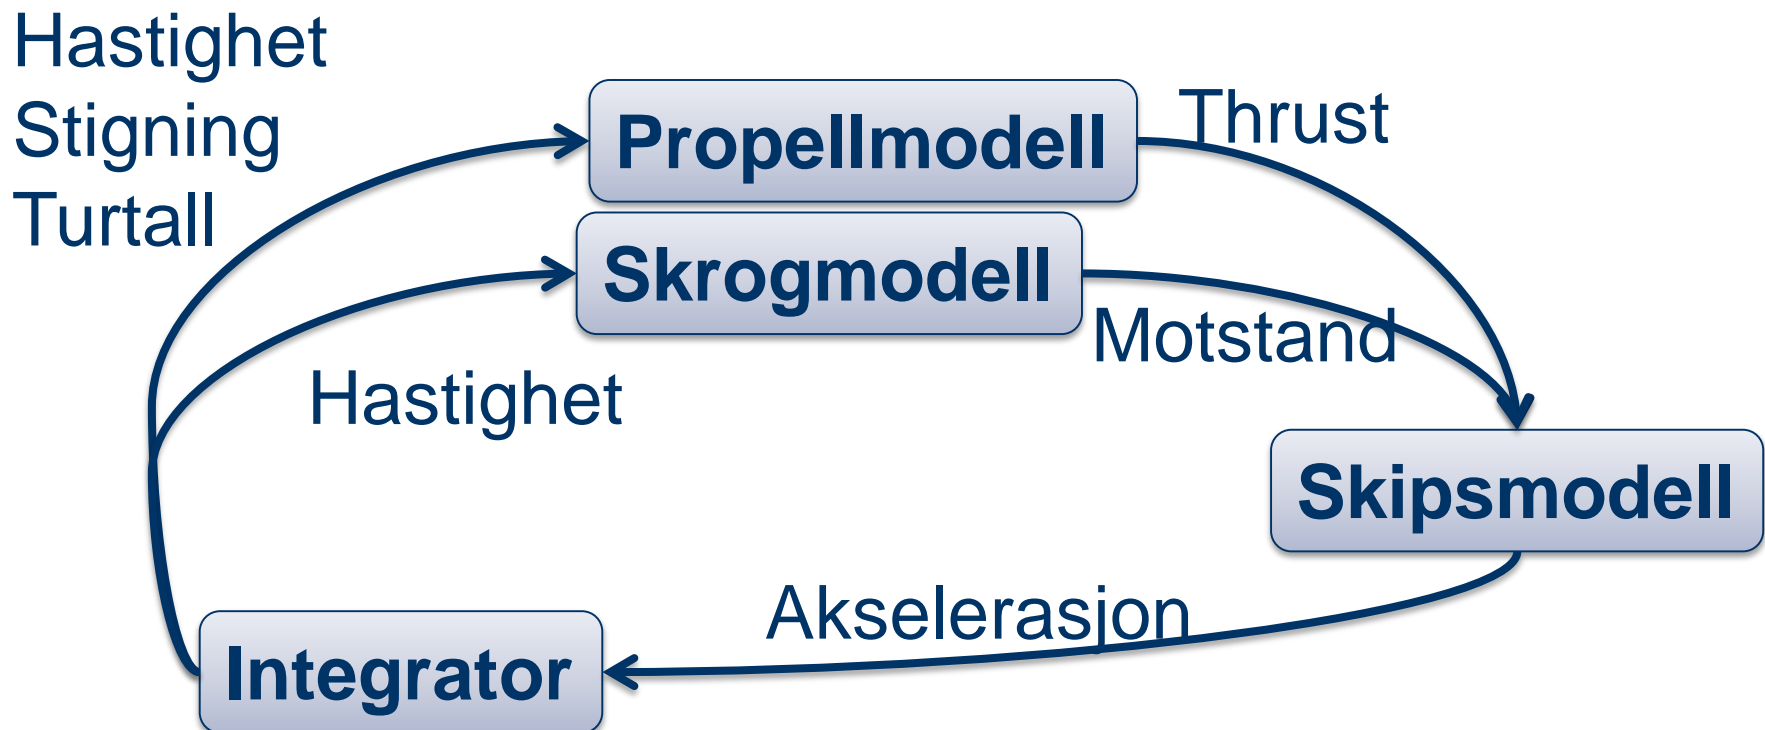 Hastighet
Stigning
Turtall
Propellmodell
Thrust
Skrogmodell
Motstand
Hastighet
Skipsmodell
Akselerasjon
Integrator